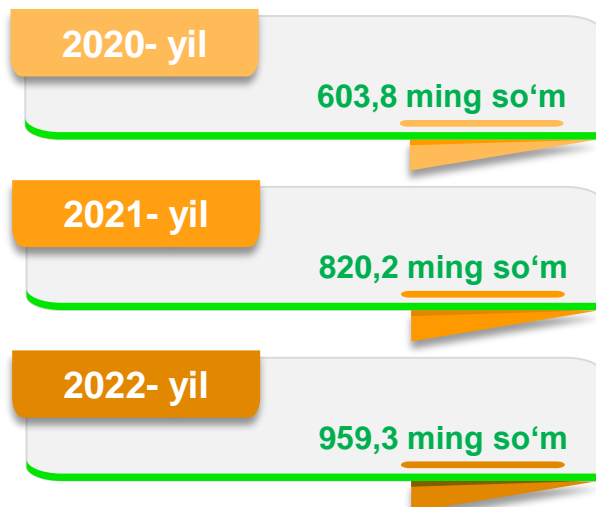 2020- yil
603,8 ming so‘m
2021- yil
820,2 ming so‘m
2022- yil
959,3 ming so‘m